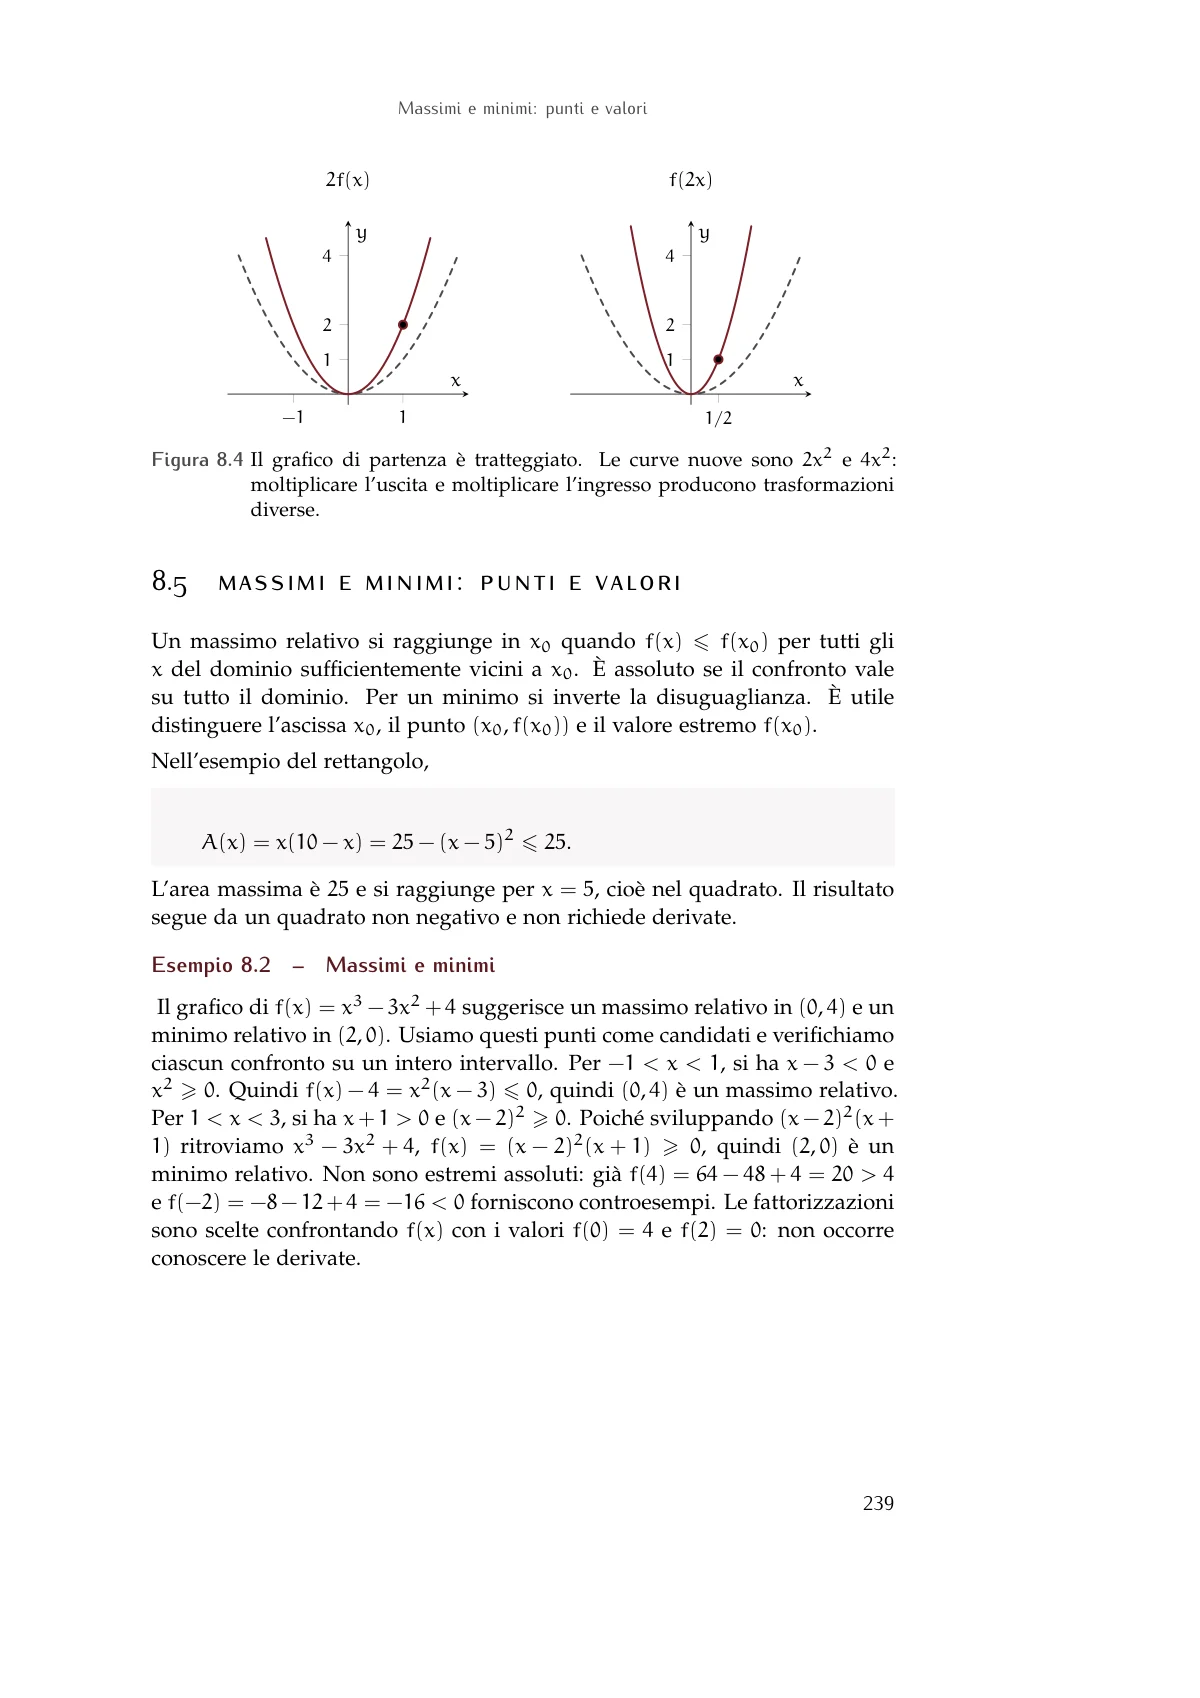 Massimi e minimi: punti e valori
2f(x)
y
4
2
1
x
−1
1
f(2x)
y
4
2
1
x
1/2
Figura 8.4 Il grafico di partenza è tratteggiato. Le curve nuove sono 2x² e 4x²:
moltiplicare l'uscita e moltiplicare l'ingresso producono trasformazioni
diverse.
8.5 MASSIMI E MINIMI: PUNTI E VALORI
Un massimo relativo si raggiunge in x₀ quando f(x) ⩽ f(x₀) per tutti gli
x del dominio sufficientemente vicini a x₀. È assoluto se il confronto vale
su tutto il dominio. Per un minimo si inverte la disuguaglianza. È utile
distinguere l'ascissa x₀, il punto (x₀, f(x₀)) e il valore estremo f(x₀).
Nell'esempio del rettangolo,
A(x) = x(10 − x) = 25 − (x − 5)² ⩽ 25.
L'area massima è 25 e si raggiunge per x = 5, cioè nel quadrato. Il risultato
segue da un quadrato non negativo e non richiede derivate.
Esempio 8.2 – Massimi e minimi
Il grafico di f(x) = x³ − 3x² + 4 suggerisce un massimo relativo in (0, 4) e un
minimo relativo in (2, 0). Usiamo questi punti come candidati e verifichiamo
ciascun confronto su un intero intervallo. Per −1 < x < 1, si ha x − 3 < 0 e
x² ⩾ 0. Quindi f(x) − 4 = x²(x − 3) ⩽ 0, quindi (0, 4) è un massimo relativo.
Per 1 < x < 3, si ha x + 1 > 0 e (x − 2)² ⩾ 0. Poiché sviluppando (x − 2)²(x +
1) ritroviamo x³ − 3x² + 4, f(x) = (x − 2)²(x + 1) ⩾ 0, quindi (2, 0) è un
minimo relativo. Non sono estremi assoluti: già f(4) = 64 − 48 + 4 = 20 > 4
e f(−2) = −8 − 12 + 4 = −16 < 0 forniscono controesempi. Le fattorizzazioni
sono scelte confrontando f(x) con i valori f(0) = 4 e f(2) = 0: non occorre
conoscere le derivate.
239